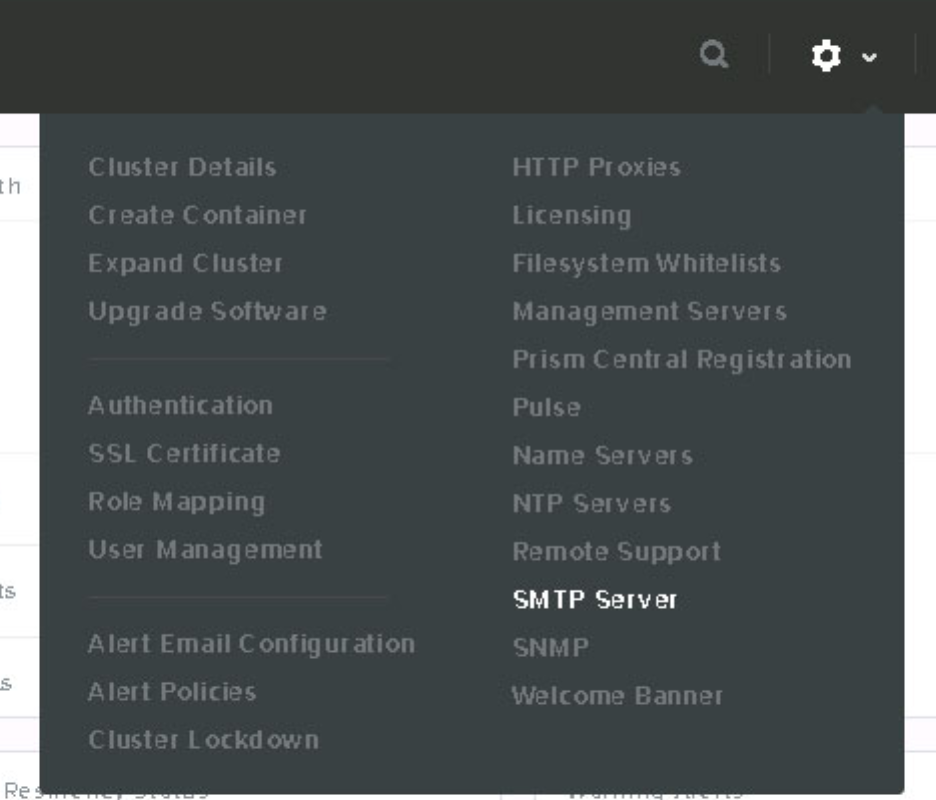 th
Cluster Details
Create Container
Expand Cluster
Upgrade Software
Authentication
SSL Certificate
Role Mapping
User Management
Alert Email Configuration
Alert Policies
Cluster Lockdown
HTTP Proxies
Licensing
Filesystem Whitelists
Management Servers
Prism Central Registration
Pulse
Name Servers
NTP Servers
Remote Support
SMTP Server
SNMP
Welcome Banner
ts
s